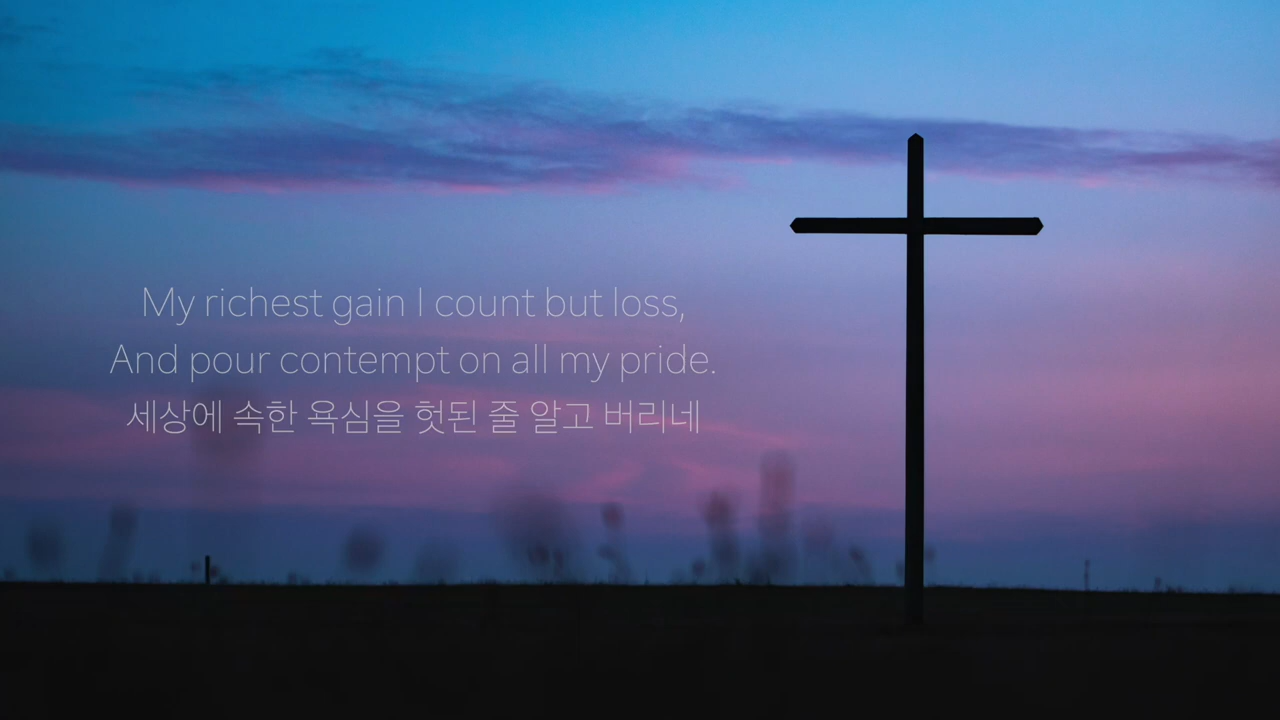 My richest gain I count but loss,
And pour contempt on all my pride.
세상에 속한 욕심을 헛된 줄 알고 버리네